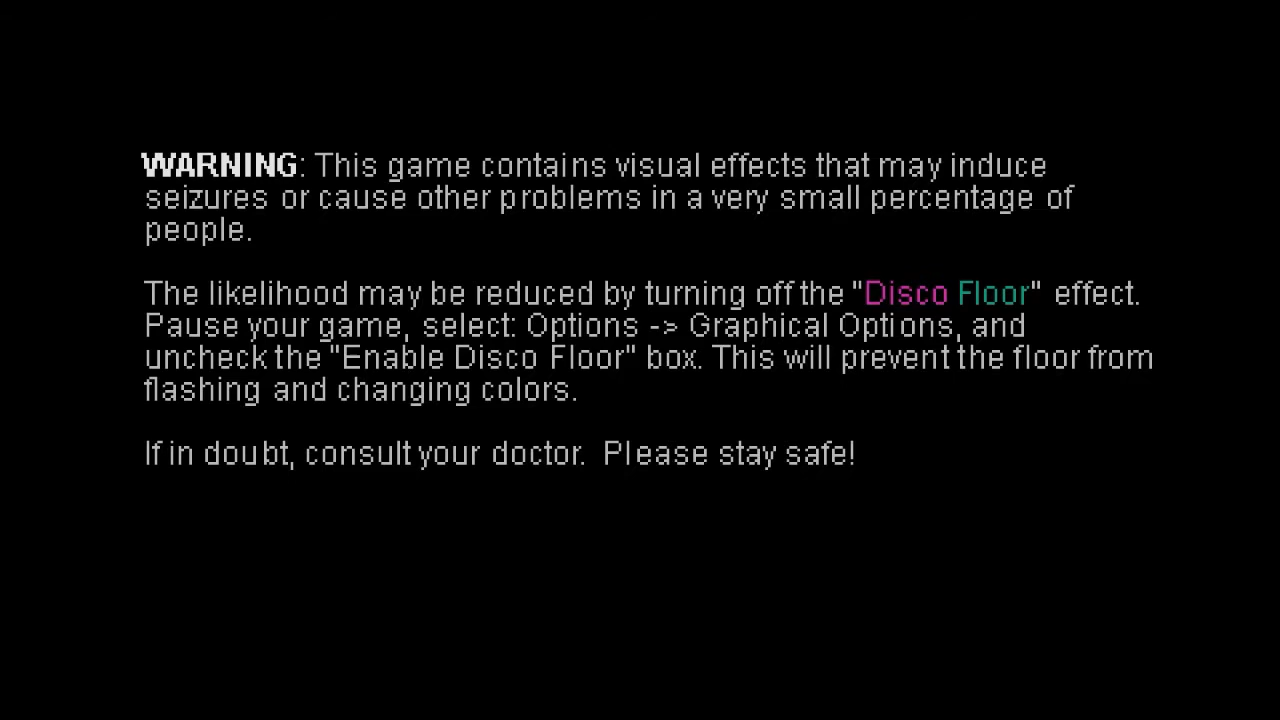 WARNING: This game contains visual effects that may induce
seizures or cause other problems in a very small percentage of
people.
The likelihood may be reduced by turning off the "Disco Floor" effect.
Pause your game, select: Options -> Graphical Options, and
uncheck the "Enable Disco Floor" box. This will prevent the floor from
flashing and changing colors.
If in doubt, consult your doctor.  Please stay safe!